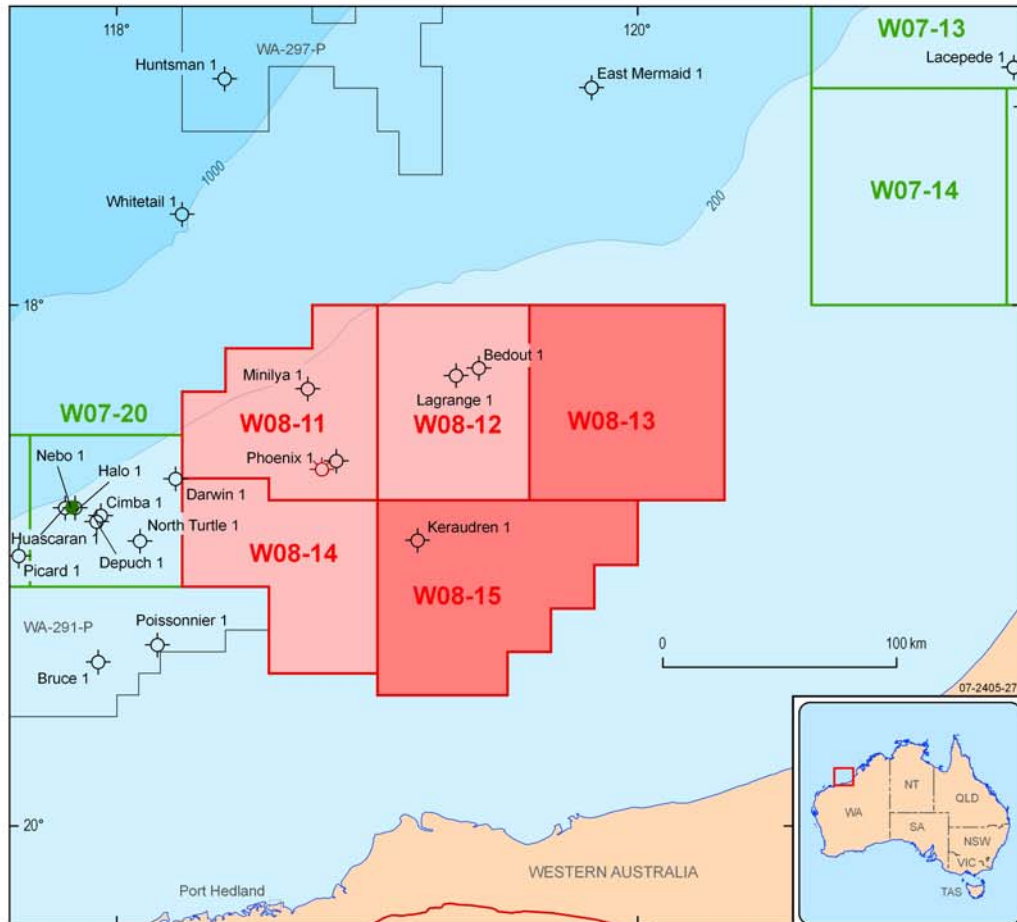 118°
120°
W07-13
WA-297-P
Huntsman 1
East Mermaid 1
Lacepede 1
1000
W07-14
Whitetail 1
200
18°
Bedout 1
Minilya 1
Lagrange 1
W07-20
W08-11
W08-12
W08-13
Nebo 1
Phoenix 1
Halo 1
Darwin 1
Cimba 1
Huascaran 1
North Turtle 1
Keraudren 1
Depuch 1
Picard 1
W08-14
W08-15
WA-291-P
Poissonnier 1
0
100 km
Bruce 1
07-2405-27
NT
QLD
WA
SA
NSW
VIC
TAS
20°
WESTERN AUSTRALIA
Port Hedland
118°
120°